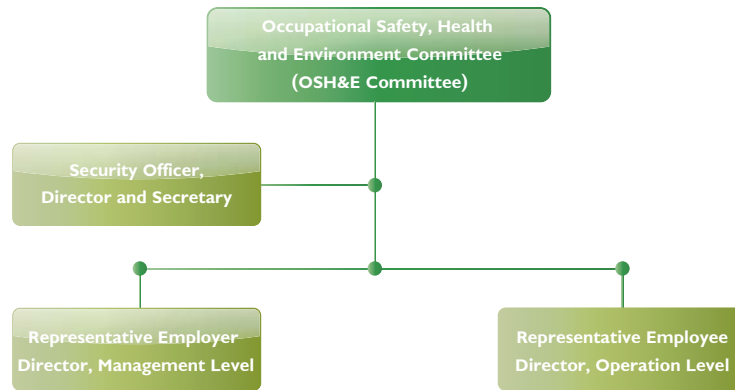 Occupational Safety, Health
and Environment Committee
(OSH&E Committee)
Security Officer,
Director and Secretary
Representative Employer
Director, Management Level
Representative Employee
Director, Operation Level